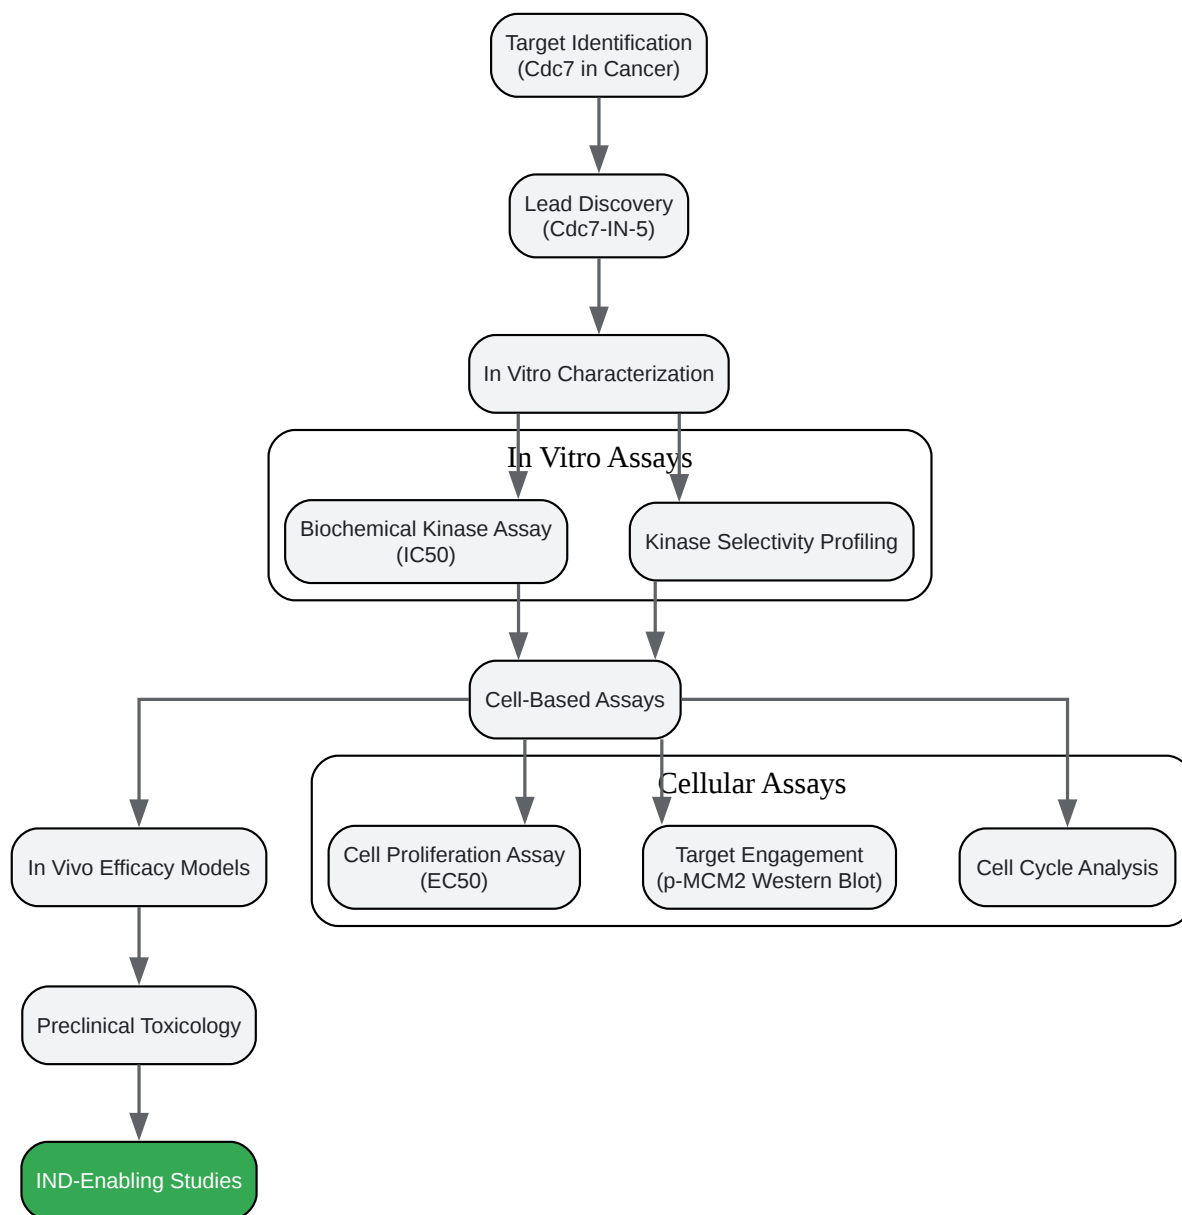 Target Identification
(Cdc7 in Cancer)
Lead Discovery
(Cdc7-IN-5)
In Vitro Characterization
In Vitro Assays
Biochemical Kinase Assay
(IC50)
Kinase Selectivity Profiling
Cell-Based Assays
Cellular Assays
In Vivo Efficacy Models
Cell Proliferation Assay
(EC50)
Target Engagement
(p-MCM2 Western Blot)
Cell Cycle Analysis
Preclinical Toxicology
IND-Enabling Studies